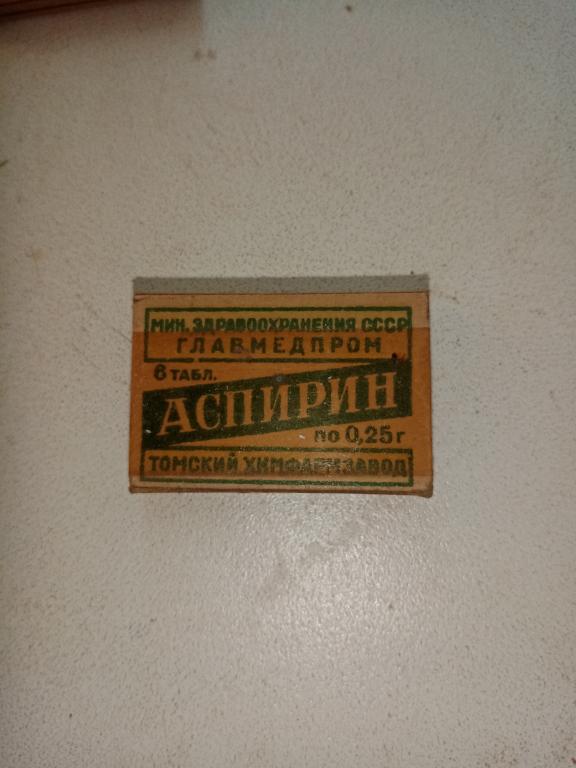 МИН. ЗДРАВООХРАНЕНИЯ СССР
ГЛАВМЕДПРОМ
6 ТАБЛ.
АСПИРИН
по 0,25 г
ТОМСКИЙ ХИМФАРМЗАВОД